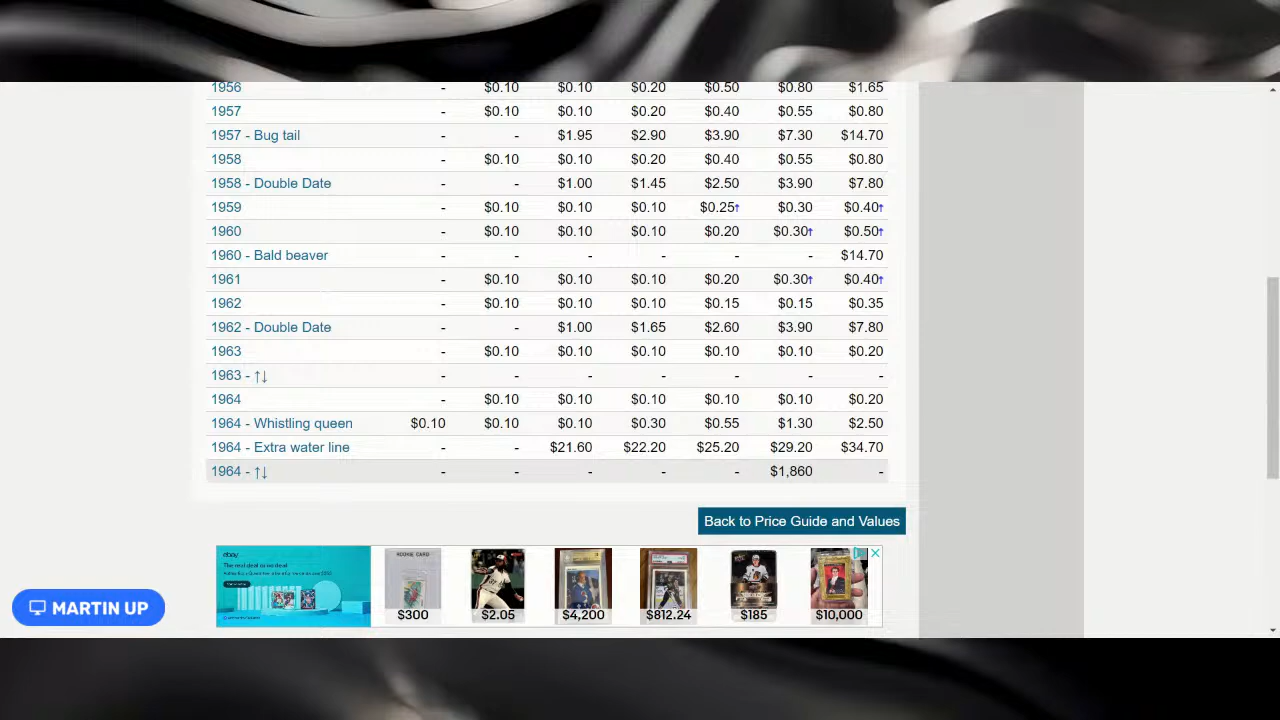 1956 - $0.10 $0.10 $0.20 $0.50 $0.80 $1.65
1957 - $0.10 $0.10 $0.20 $0.40 $0.55 $0.80
1957 - Bug tail - - $1.95 $2.90 $3.90 $7.30 $14.70
1958 - $0.10 $0.10 $0.20 $0.40 $0.55 $0.80
1958 - Double Date - - $1.00 $1.45 $2.50 $3.90 $7.80
1959 - $0.10 $0.10 $0.10 $0.25↑ $0.30 $0.40↑
1960 - $0.10 $0.10 $0.10 $0.20 $0.30↑ $0.50↑
1960 - Bald beaver - - - - - - $14.70
1961 - $0.10 $0.10 $0.10 $0.20 $0.30↑ $0.40↑
1962 - $0.10 $0.10 $0.10 $0.15 $0.15 $0.35
1962 - Double Date - - $1.00 $1.65 $2.60 $3.90 $7.80
1963 - $0.10 $0.10 $0.10 $0.10 $0.10 $0.20
1963 - ↑↓ - - - - - - -
1964 - $0.10 $0.10 $0.10 $0.10 $0.10 $0.20
1964 - Whistling queen $0.10 $0.10 $0.10 $0.30 $0.55 $1.30 $2.50
1964 - Extra water line - - $21.60 $22.20 $25.20 $29.20 $34.70
1964 - ↑↓ - - - - - $1,860 -
Back to Price Guide and Values
ebay
The real deal or no deal
ROOKIE CARD
$300 $2.05 $4,200 $812.24 $185 $10,000
MARTIN UP